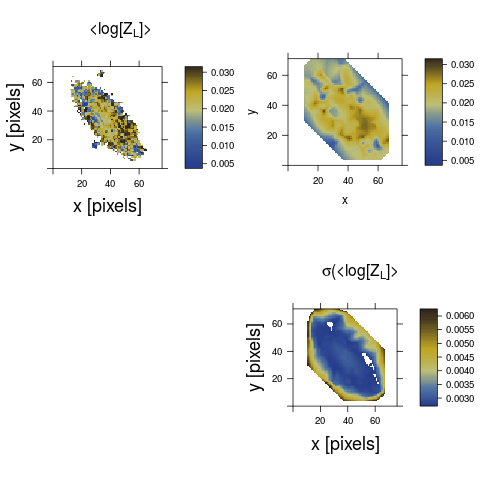 <log[Z_L]>
y [pixels]
60
40
20
20 40 60
x [pixels]
0.030
0.025
0.020
0.015
0.010
0.005
y
60
40
20
20 40 60
x
0.030
0.025
0.020
0.015
0.010
0.005
σ(<log[Z_L]>
y [pixels]
60
40
20
20 40 60
x [pixels]
0.0060
0.0055
0.0050
0.0045
0.0040
0.0035
0.0030